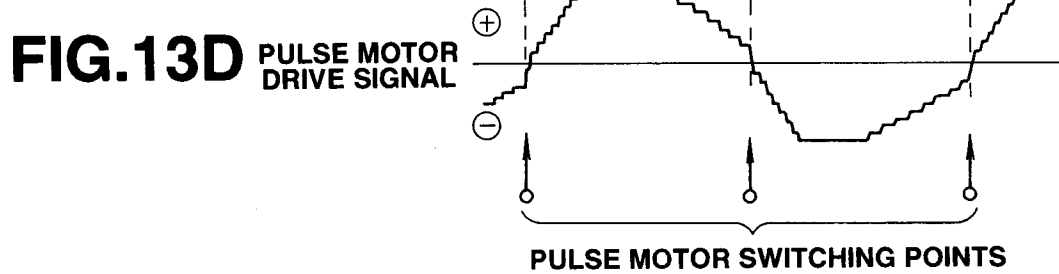 FIG.13D PULSE MOTOR
DRIVE SIGNAL
+
−
PULSE MOTOR SWITCHING POINTS